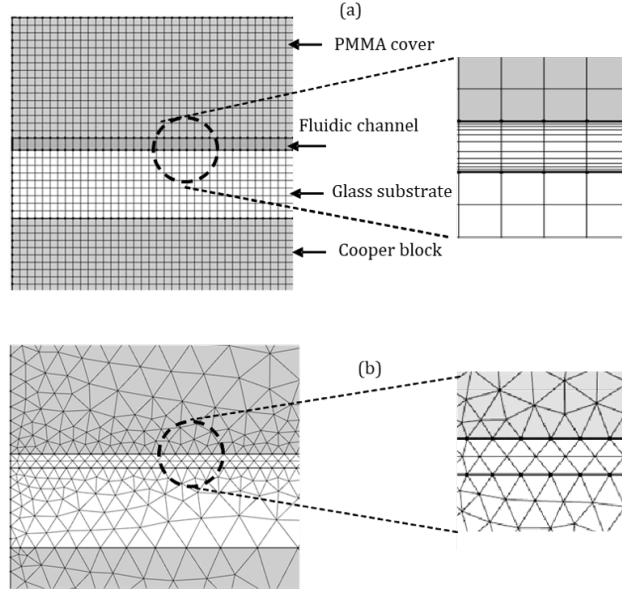 (a)
PMMA cover
Fluidic channel
Glass substrate
Cooper block
(b)